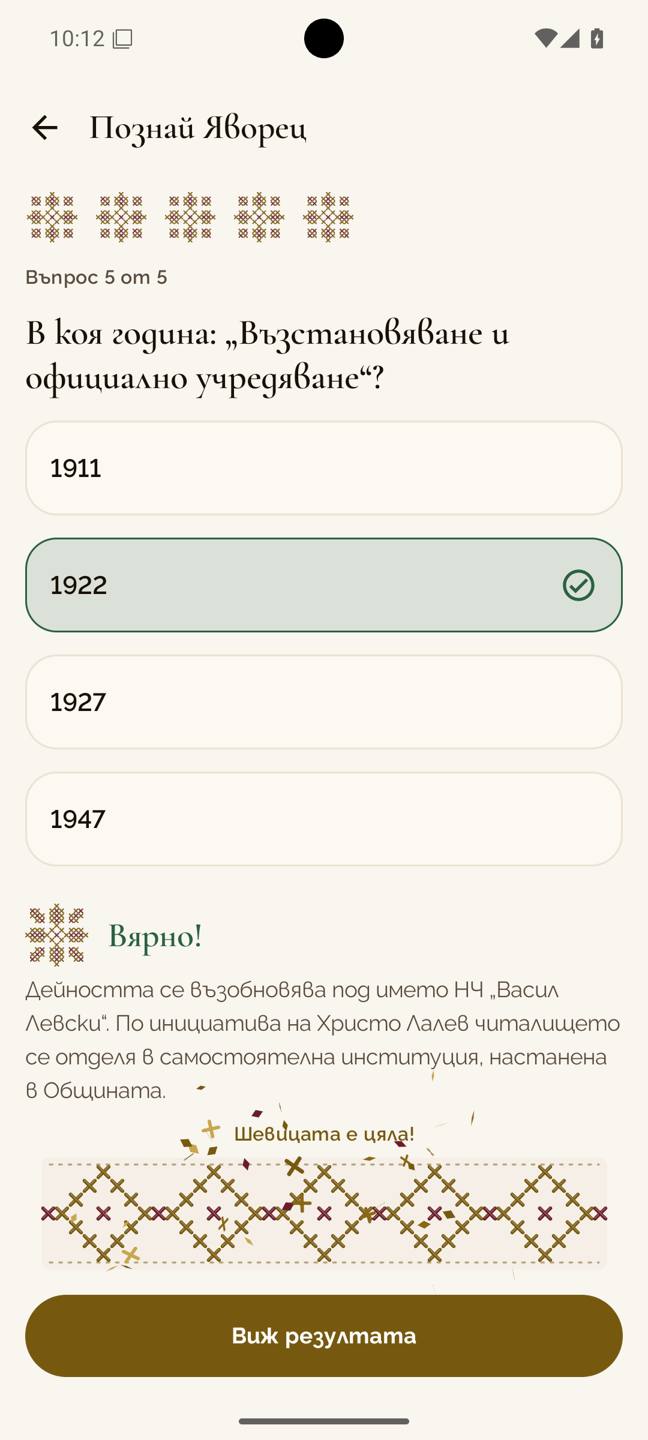 10:12
Познай Яворец
Въпрос 5 от 5
В коя година: „Възстановяване и
официално учредяване“?
1911
1922
1927
1947
Вярно!
Дейността се възобновява под името НЧ „Васил
Левски“. По инициатива на Христо Лалев читалището
се отделя в самостоятелна институция, настанена
в Общината.
Шевицата е цяла!
Виж резултата